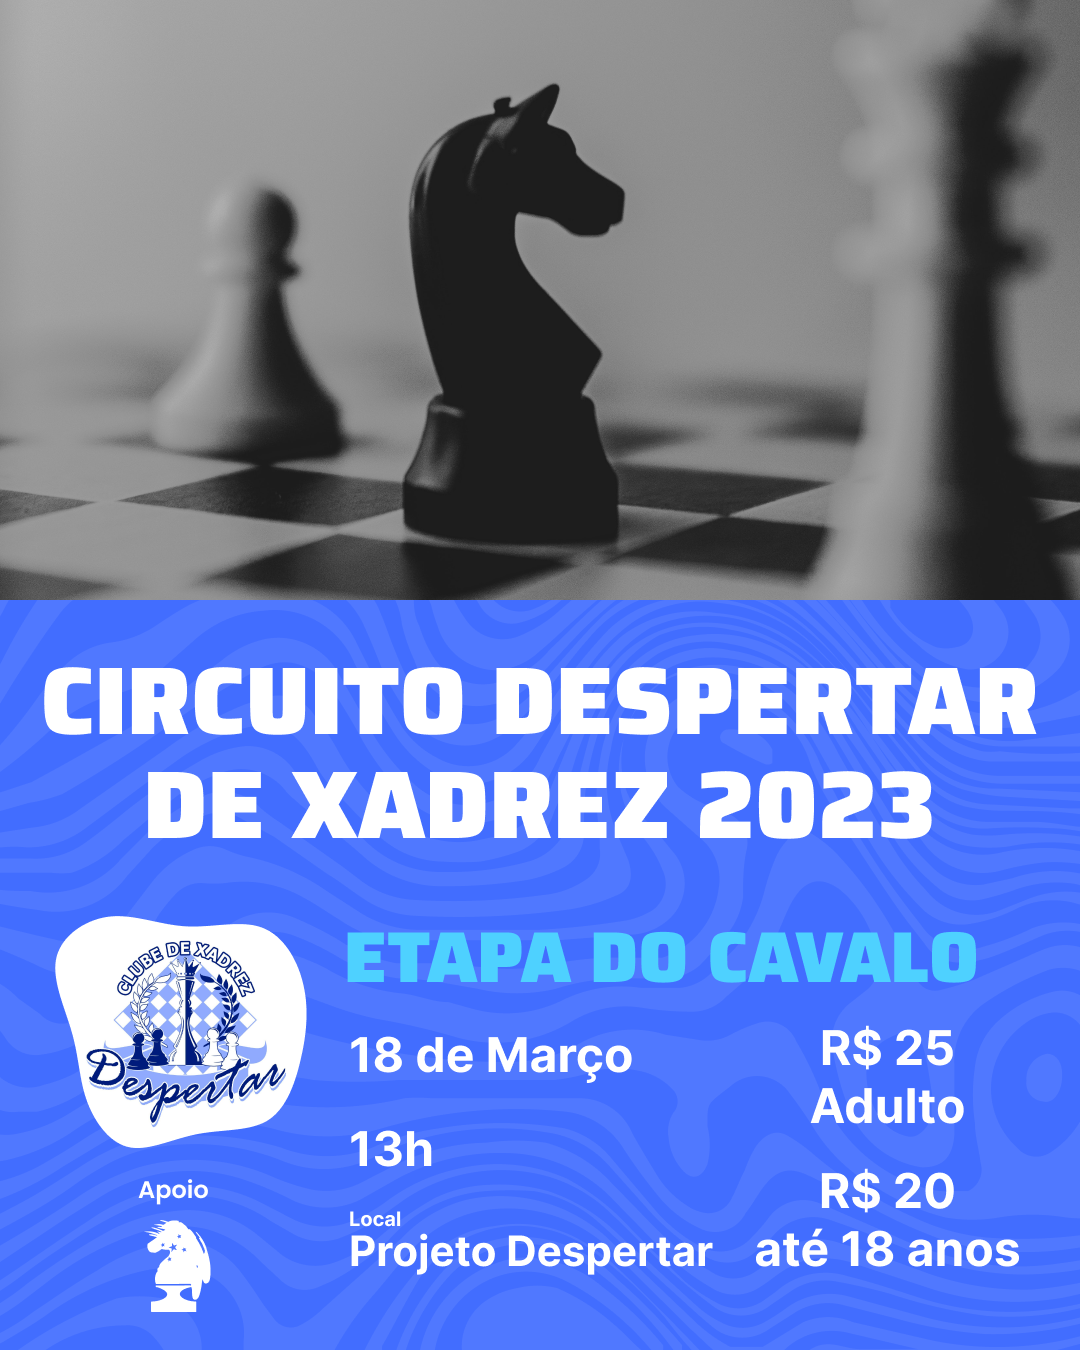 CIRCUITO DESPERTAR
DE XADREZ 2023
CLUBE DE XADREZ
Despertar
Apoio
ETAPA DO CAVALO
18 de Março
13h
Local
Projeto Despertar
R$ 25
Adulto
R$ 20
até 18 anos